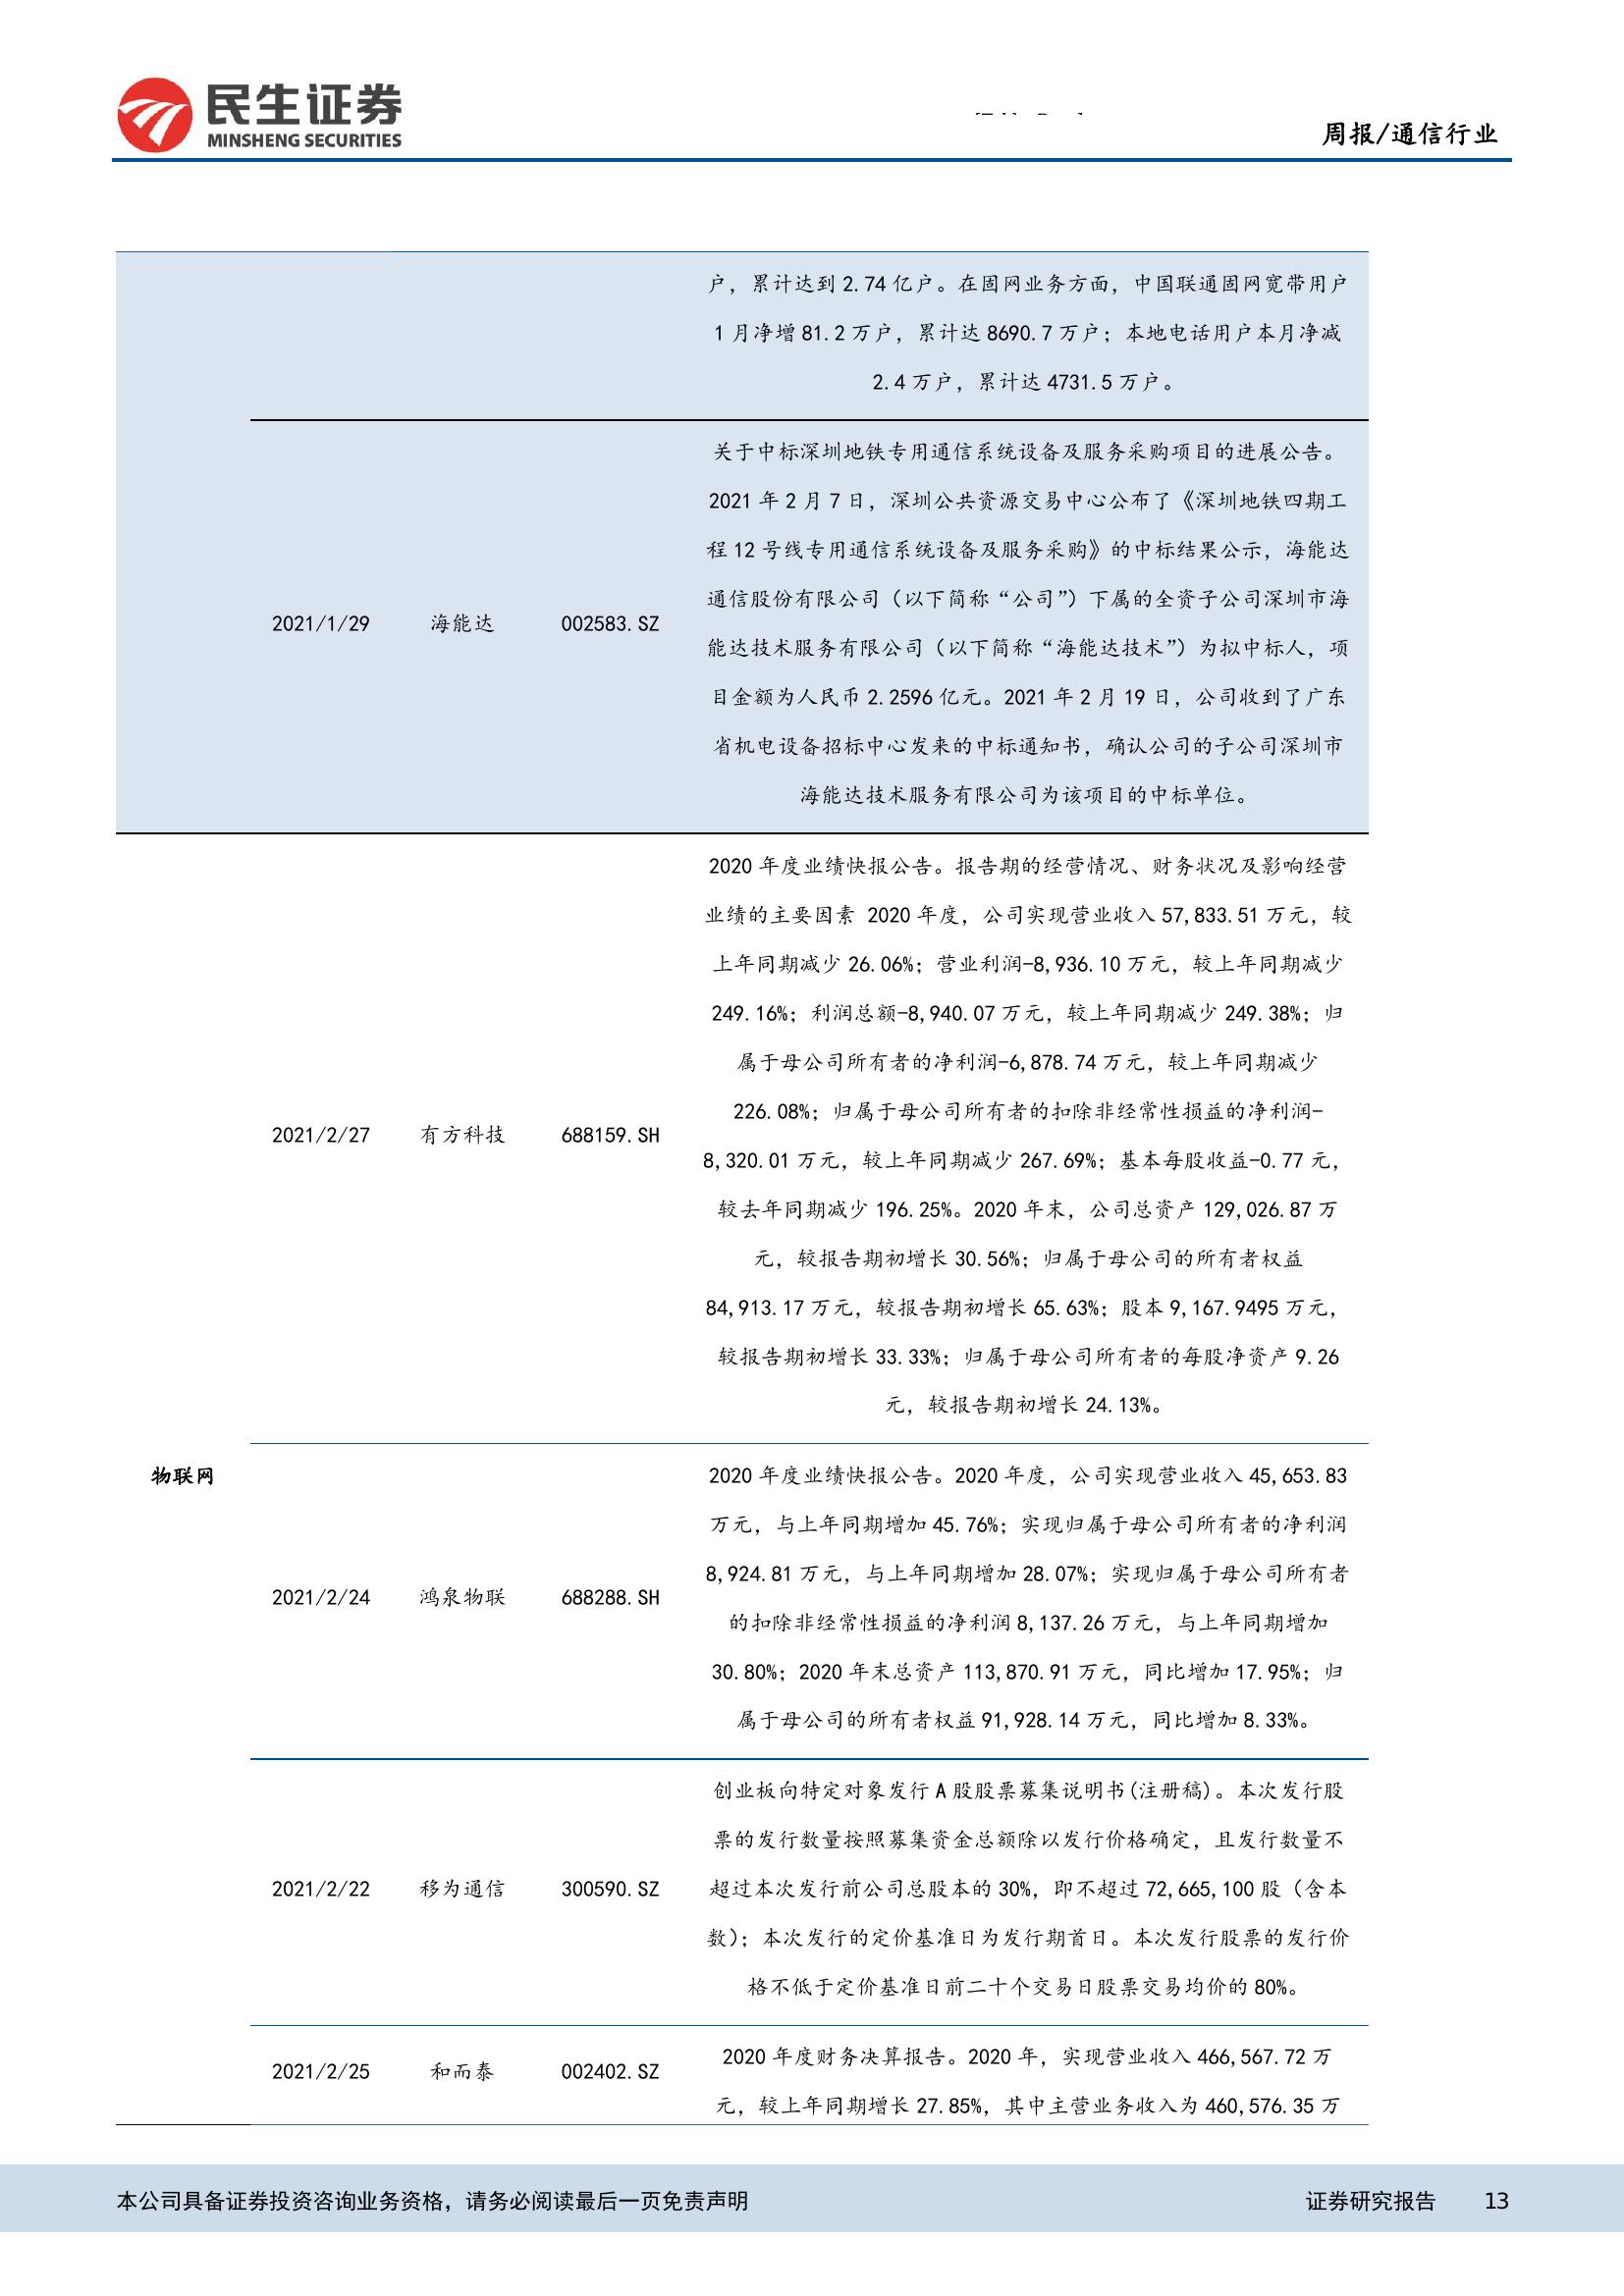 民生证券
MINSHENG SECURITIES
周报/通信行业
户，累计达到 2.74 亿户。在固网业务方面，中国联通固网宽带用户
1 月净增 81.2 万户，累计达 8690.7 万户；本地电话用户本月净减
2.4 万户，累计达 4731.5 万户。
2021/1/29 海能达 002583.SZ
关于中标深圳地铁专用通信系统设备及服务采购项目的进展公告。
2021 年 2 月 7 日，深圳公共资源交易中心公布了《深圳地铁四期工
程 12 号线专用通信系统设备及服务采购》的中标结果公示，海能达
通信股份有限公司（以下简称“公司”）下属的全资子公司深圳市海
能达技术服务有限公司（以下简称“海能达技术”）为拟中标人，项
目金额为人民币 2.2596 亿元。2021 年 2 月 19 日，公司收到了广东
省机电设备招标中心发来的中标通知书，确认公司的子公司深圳市
海能达技术服务有限公司为该项目的中标单位。
物联网
2021/2/27 有方科技 688159.SH
2020 年度业绩快报公告。报告期的经营情况、财务状况及影响经营
业绩的主要因素 2020 年度，公司实现营业收入 57,833.51 万元，较
上年同期减少 26.06%；营业利润-8,936.10 万元，较上年同期减少
249.16%；利润总额-8,940.07 万元，较上年同期减少 249.38%；归
属于母公司所有者的净利润-6,878.74 万元，较上年同期减少
226.08%；归属于母公司所有者的扣除非经常性损益的净利润-
8,320.01 万元，较上年同期减少 267.69%；基本每股收益-0.77 元，
较去年同期减少 196.25%。2020 年末，公司总资产 129,026.87 万
元，较报告期初增长 30.56%；归属于母公司的所有者权益
84,913.17 万元，较报告期初增长 65.63%；股本 9,167.9495 万元，
较报告期初增长 33.33%；归属于母公司所有者的每股净资产 9.26
元，较报告期初增长 24.13%。
2021/2/24 鸿泉物联 688288.SH
2020 年度业绩快报公告。2020 年度，公司实现营业收入 45,653.83
万元，与上年同期增加 45.76%；实现归属于母公司所有者的净利润
8,924.81 万元，与上年同期增加 28.07%；实现归属于母公司所有者
的扣除非经常性损益的净利润 8,137.26 万元，与上年同期增加
30.80%；2020 年末总资产 113,870.91 万元，同比增加 17.95%；归
属于母公司的所有者权益 91,928.14 万元，同比增加 8.33%。
2021/2/22 移为通信 300590.SZ
创业板向特定对象发行 A 股股票募集说明书(注册稿)。本次发行股
票的发行数量按照募集资金总额除以发行价格确定，且发行数量不
超过本次发行前公司总股本的 30%，即不超过 72,665,100 股（含本
数）；本次发行的定价基准日为发行期首日。本次发行股票的发行价
格不低于定价基准日前二十个交易日股票交易均价的 80%。
2021/2/25 和而泰 002402.SZ
2020 年度财务决算报告。2020 年，实现营业收入 466,567.72 万
元，较上年同期增长 27.85%，其中主营业务收入为 460,576.35 万
本公司具备证券投资咨询业务资格，请务必阅读最后一页免责声明
证券研究报告 13